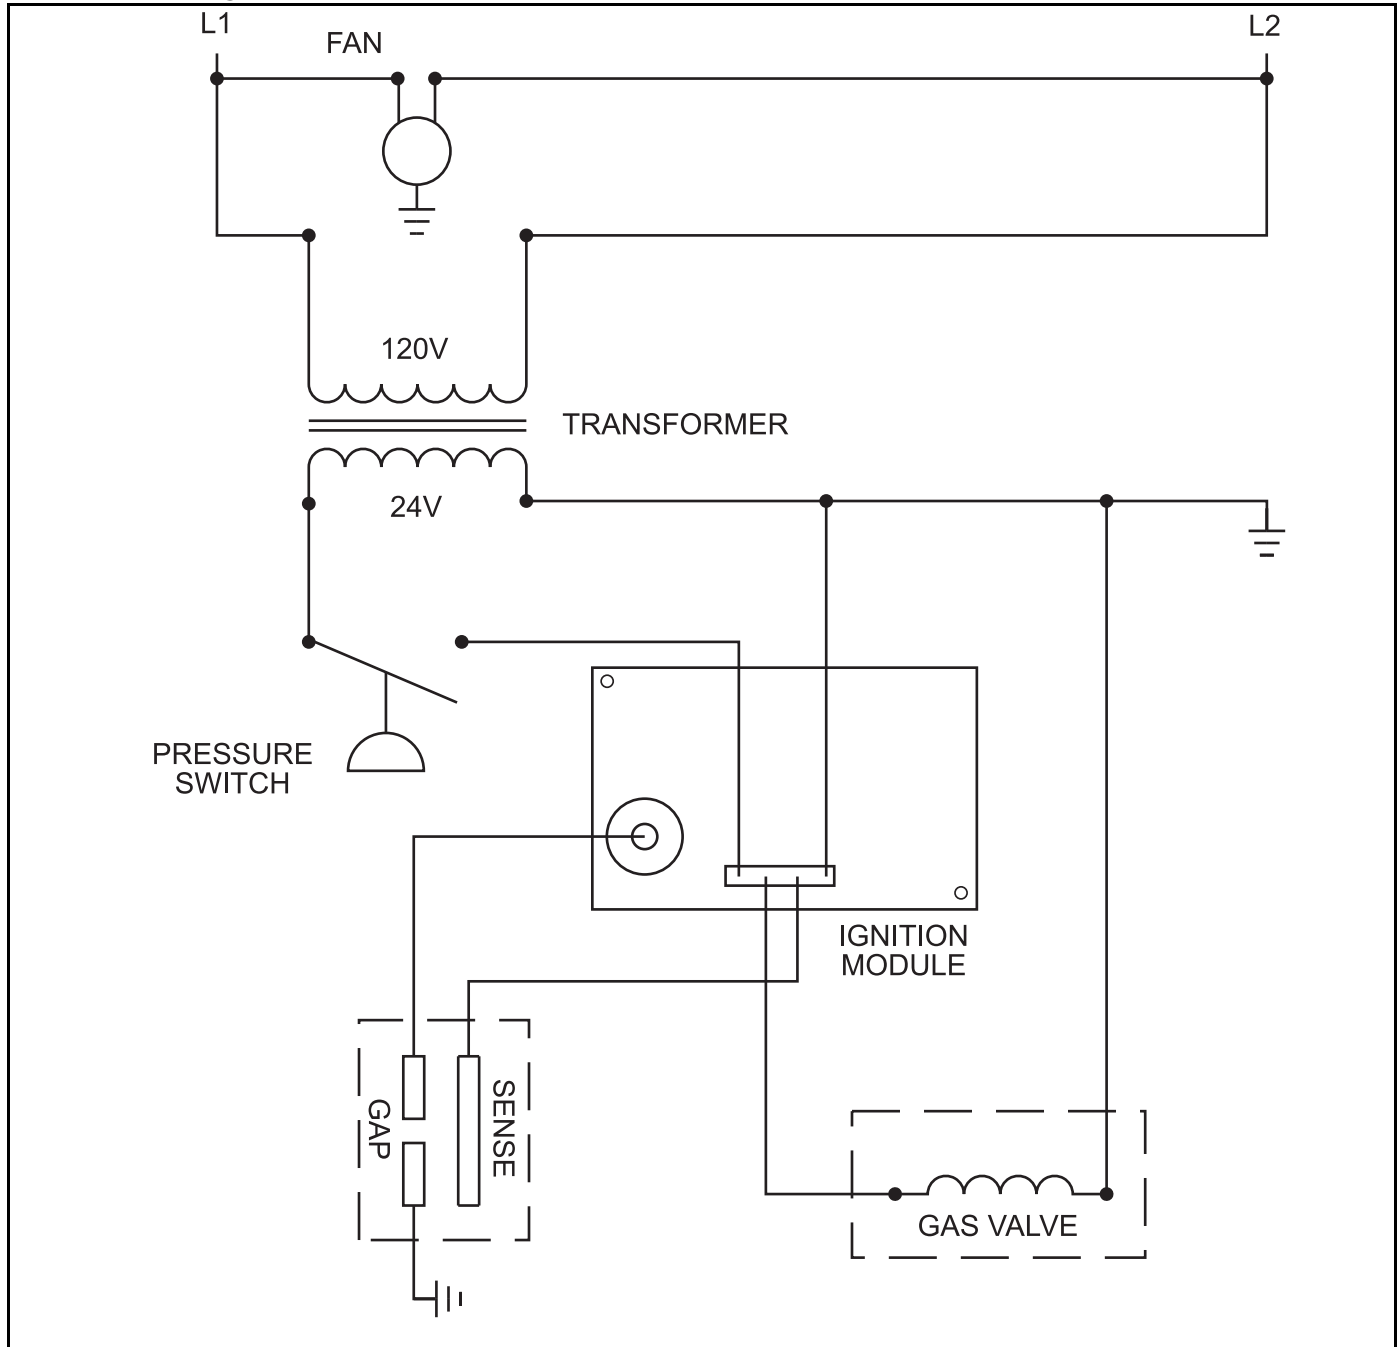 L1
FAN
L2
120V
TRANSFORMER
24V
PRESSURE
SWITCH
IGNITION
MODULE
GAP
SENSE
GAS VALVE